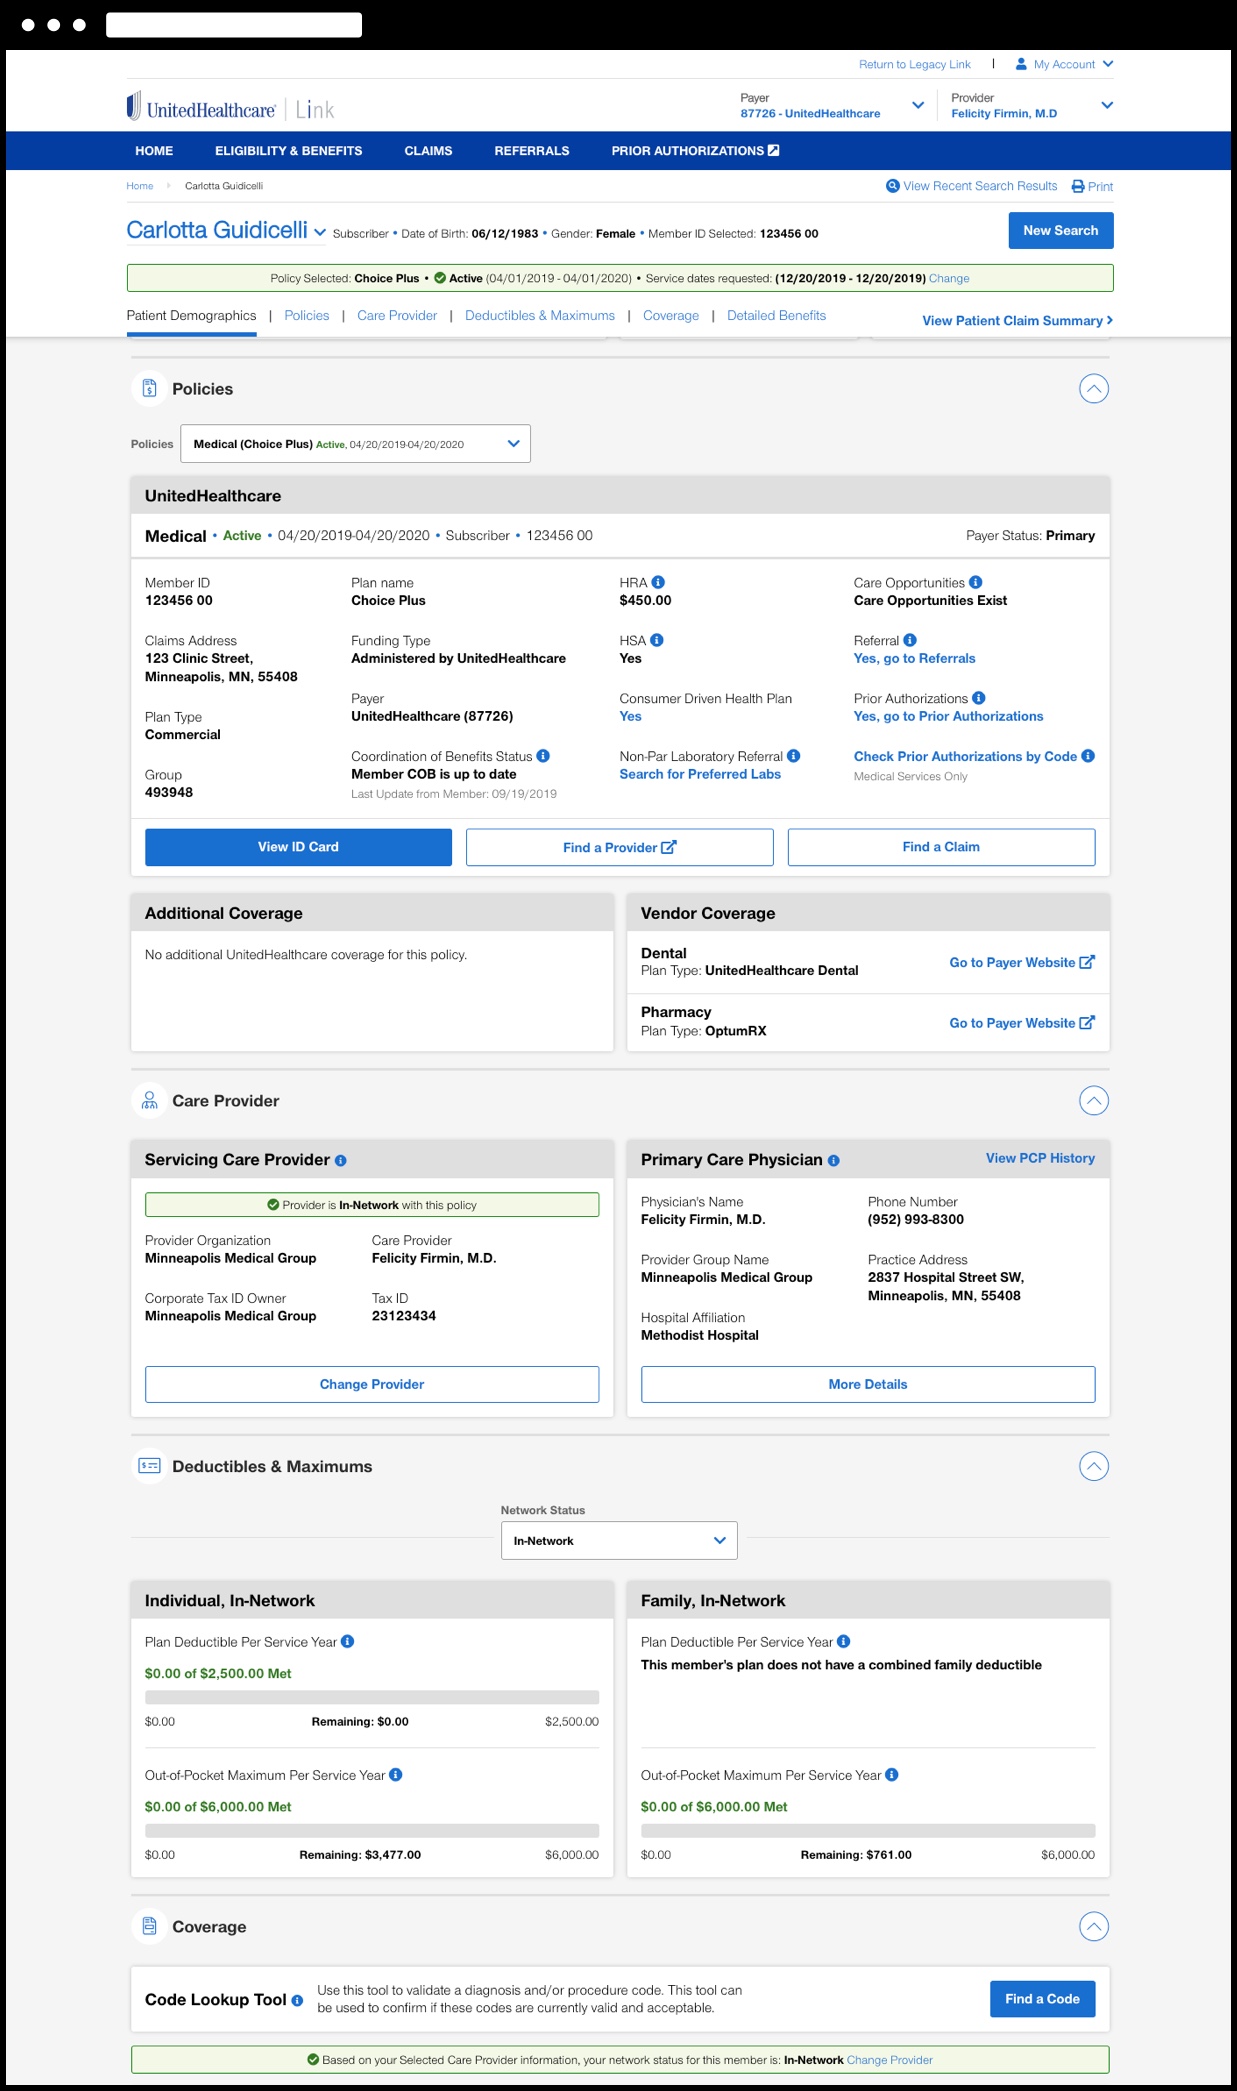 Return to Legacy Link | My Account
UnitedHealthcare | Link
Payer
87726 - UnitedHealthcare
Provider
Felicity Firmin, M.D
HOME ELIGIBILITY & BENEFITS CLAIMS REFERRALS PRIOR AUTHORIZATIONS
Home Carlotta Guidicelli View Recent Search Results Print
Carlotta Guidicelli Subscriber • Date of Birth: 06/12/1983 • Gender: Female • Member ID Selected: 123456 00 New Search
Policy Selected: Choice Plus • Active (04/01/2019 - 04/01/2020) • Service dates requested: (12/20/2019 - 12/20/2019) Change
Patient Demographics | Policies | Care Provider | Deductibles & Maximums | Coverage | Detailed Benefits View Patient Claim Summary
Policies
Policies Medical (Choice Plus) Active, 04/20/2019-04/20/2020
UnitedHealthcare
Medical • Active • 04/20/2019-04/20/2020 • Subscriber • 123456 00 Payer Status: Primary
Member ID
123456 00
Claims Address
123 Clinic Street,
Minneapolis, MN, 55408
Plan Type
Commercial
Group
493948
Plan name
Choice Plus
Funding Type
Administered by UnitedHealthcare
Payer
UnitedHealthcare (87726)
Coordination of Benefits Status
Member COB is up to date
Last Update from Member: 09/19/2019
HRA
$450.00
HSA
Yes
Consumer Driven Health Plan
Yes
Non-Par Laboratory Referral
Search for Preferred Labs
Care Opportunities
Care Opportunities Exist
Referral
Yes, go to Referrals
Prior Authorizations
Yes, go to Prior Authorizations
Check Prior Authorizations by Code
Medical Services Only
View ID Card Find a Provider Find a Claim
Additional Coverage
No additional UnitedHealthcare coverage for this policy.
Vendor Coverage
Dental
Plan Type: UnitedHealthcare Dental
Go to Payer Website
Pharmacy
Plan Type: OptumRX
Go to Payer Website
Care Provider
Servicing Care Provider
Provider is In-Network with this policy
Provider Organization
Minneapolis Medical Group
Care Provider
Felicity Firmin, M.D.
Corporate Tax ID Owner
Minneapolis Medical Group
Tax ID
23123434
Change Provider
Primary Care Physician View PCP History
Physician's Name
Felicity Firmin, M.D.
Phone Number
(952) 993-8300
Provider Group Name
Minneapolis Medical Group
Practice Address
2837 Hospital Street SW,
Minneapolis, MN, 55408
Hospital Affiliation
Methodist Hospital
More Details
Deductibles & Maximums
Network Status
In-Network
Individual, In-Network
Plan Deductible Per Service Year
$0.00 of $2,500.00 Met
$0.00 Remaining: $0.00 $2,500.00
Out-of-Pocket Maximum Per Service Year
$0.00 of $6,000.00 Met
$0.00 Remaining: $3,477.00 $6,000.00
Family, In-Network
Plan Deductible Per Service Year
This member's plan does not have a combined family deductible
Out-of-Pocket Maximum Per Service Year
$0.00 of $6,000.00 Met
$0.00 Remaining: $761.00 $6,000.00
Coverage
Code Lookup Tool
Use this tool to validate a diagnosis and/or procedure code. This tool can
be used to confirm if these codes are currently valid and acceptable.
Find a Code
Based on your Selected Care Provider information, your network status for this member is: In-Network Change Provider